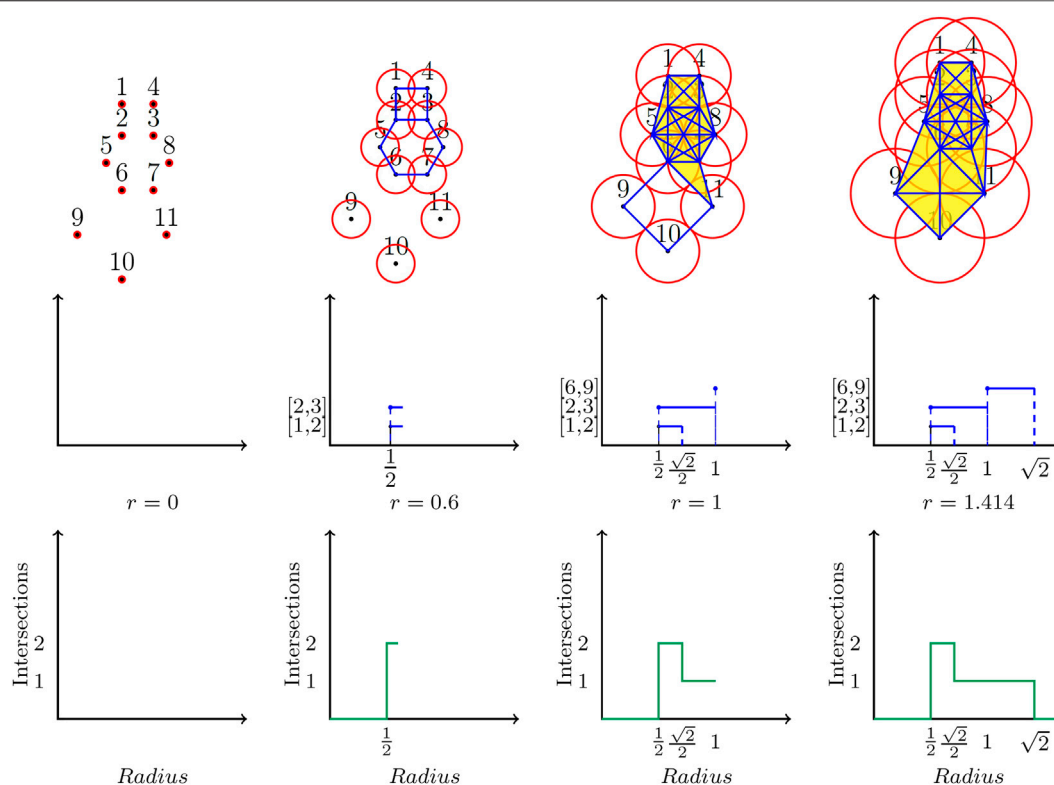 1 4
2 3
5 8
6 7
9 11
10
1 4
2 3
5 8
6 7
9 11
10
1 4
5 8
9 11
10
1 4
5 8
9 1
10
[2,3]
[1,2]
1/2
[6,9]
[2,3]
[1,2]
1/2 √2/2 1
[6,9]
[2,3]
[1,2]
1/2 √2/2 1 √2
r = 0
r = 0.6
r = 1
r = 1.414
Intersections
2
1
Radius
Intersections
2
1
1/2
Radius
Intersections
2
1
1/2 √2/2 1
Radius
Intersections
2
1
1/2 √2/2 1 √2
Radius